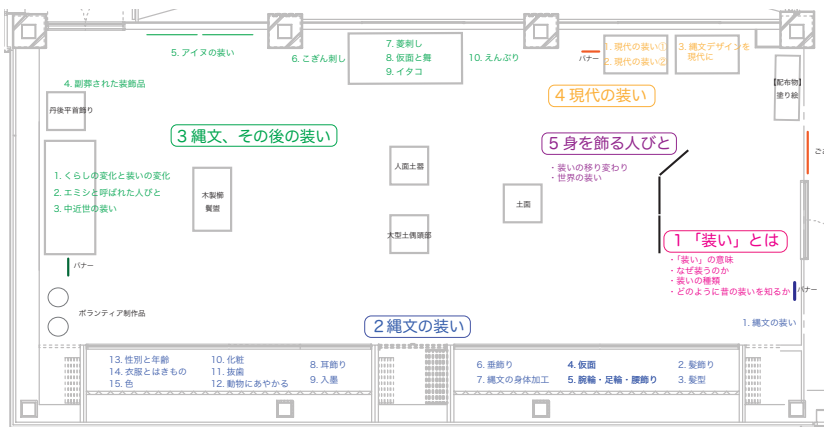 5. アイヌの装い
6. こぎん刺し
7. 菱刺し
8. 仮面と舞
9. イタコ
10. えんぶり
バナー
1. 現代の装い①
2. 現代の装い②
3. 縄文デザインを
現代に
【配布物】
塗り絵
4 現代の装い
4. 副葬された装飾品
丹後平首飾り
3 縄文、その後の装い
5 身を飾る人びと
・装いの移り変わり
・世界の装い
1. くらしの変化と装いの変化
2. エミシと呼ばれた人びと
3. 中近世の装い
木製櫛
鬢盥
人面土器
土面
大型土偶頭部
1 「装い」とは
・「装い」の意味
・なぜ装うのか
・装いの種類
・どのように昔の装いを知るか
バナー
バナー
ボランティア制作品
1. 縄文の装い
2 縄文の装い
13. 性別と年齢
14. 衣服とはきもの
15. 色
10. 化粧
11. 抜歯
12. 動物にあやかる
8. 耳飾り
9. 入墨
6. 垂飾り
7. 縄文の身体加工
4. 仮面
5. 腕輪・足輪・腰飾り
2. 髪飾り
3. 髪型